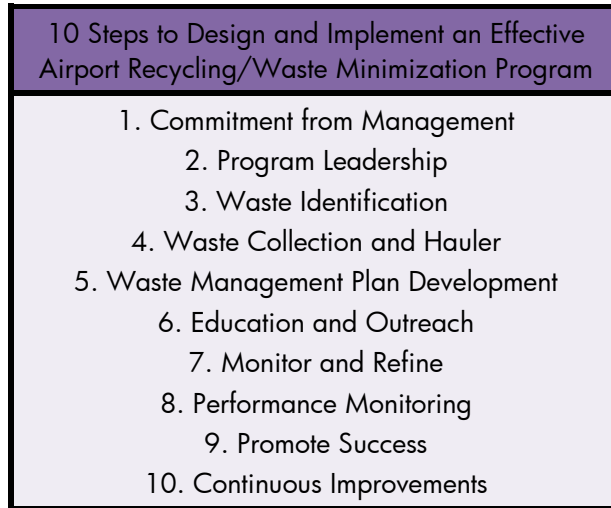 10 Steps to Design and Implement an Effective
Airport Recycling/Waste Minimization Program
1. Commitment from Management
2. Program Leadership
3. Waste Identification
4. Waste Collection and Hauler
5. Waste Management Plan Development
6. Education and Outreach
7. Monitor and Refine
8. Performance Monitoring
9. Promote Success
10. Continuous Improvements